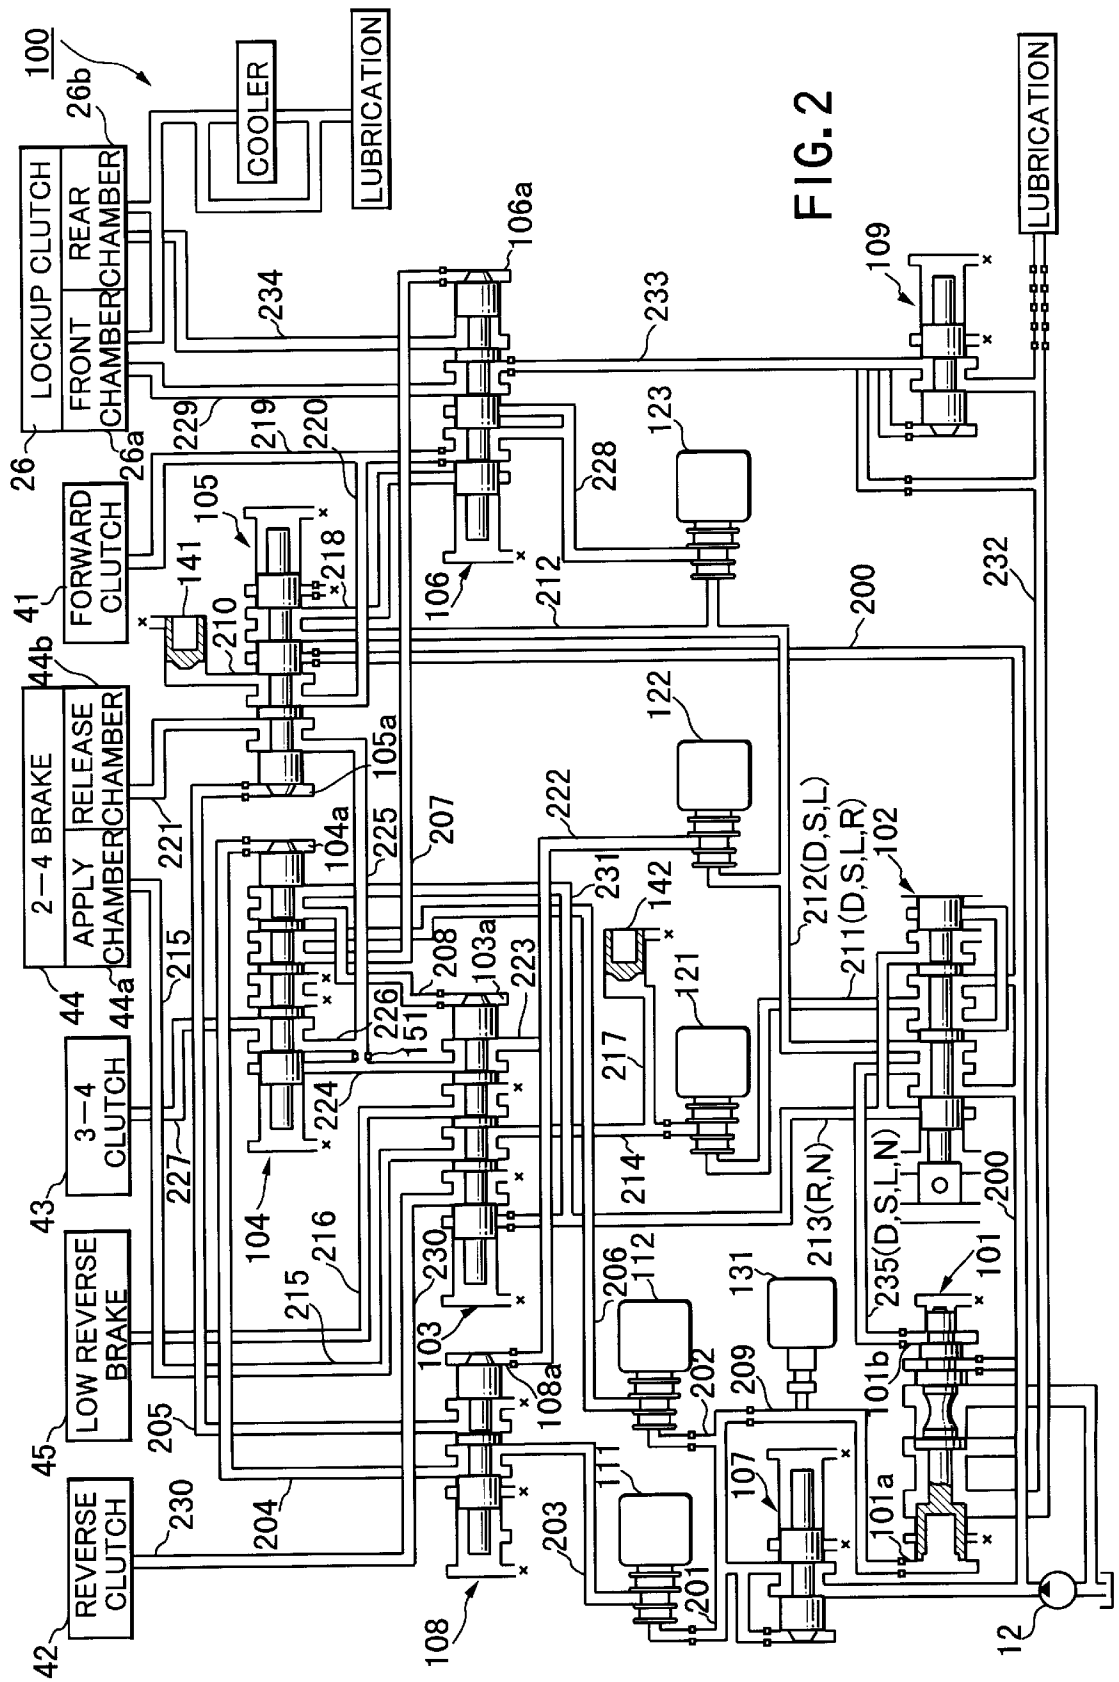 100
26b
LOCKUP CLUTCH
FRONT CHAMBER
REAR CHAMBER
26
26a
COOLER
LUBRICATION
FIG. 2
FORWARD CLUTCH
41
2–4 BRAKE
APPLY CHAMBER
RELEASE CHAMBER
44
44a
44b
3–4 CLUTCH
43
LOW REVERSE BRAKE
45
REVERSE CLUTCH
42
141
105
210
218
219
220
229
234
106a
106
228
233
109
LUBRICATION
123
212
200
232
221
105a
104a
225
207
222
231
122
142
212(D,S,L)
211(D,S,L,R)
102
215
227
104
224
226
151
208
103a
223
217
214
121
213(R,N)
235(D,S,L,N)
200
101
216
215
230
103
205
204
230
108a
108
206
112
202
209
131
111
203
201
107
101a
101b
12